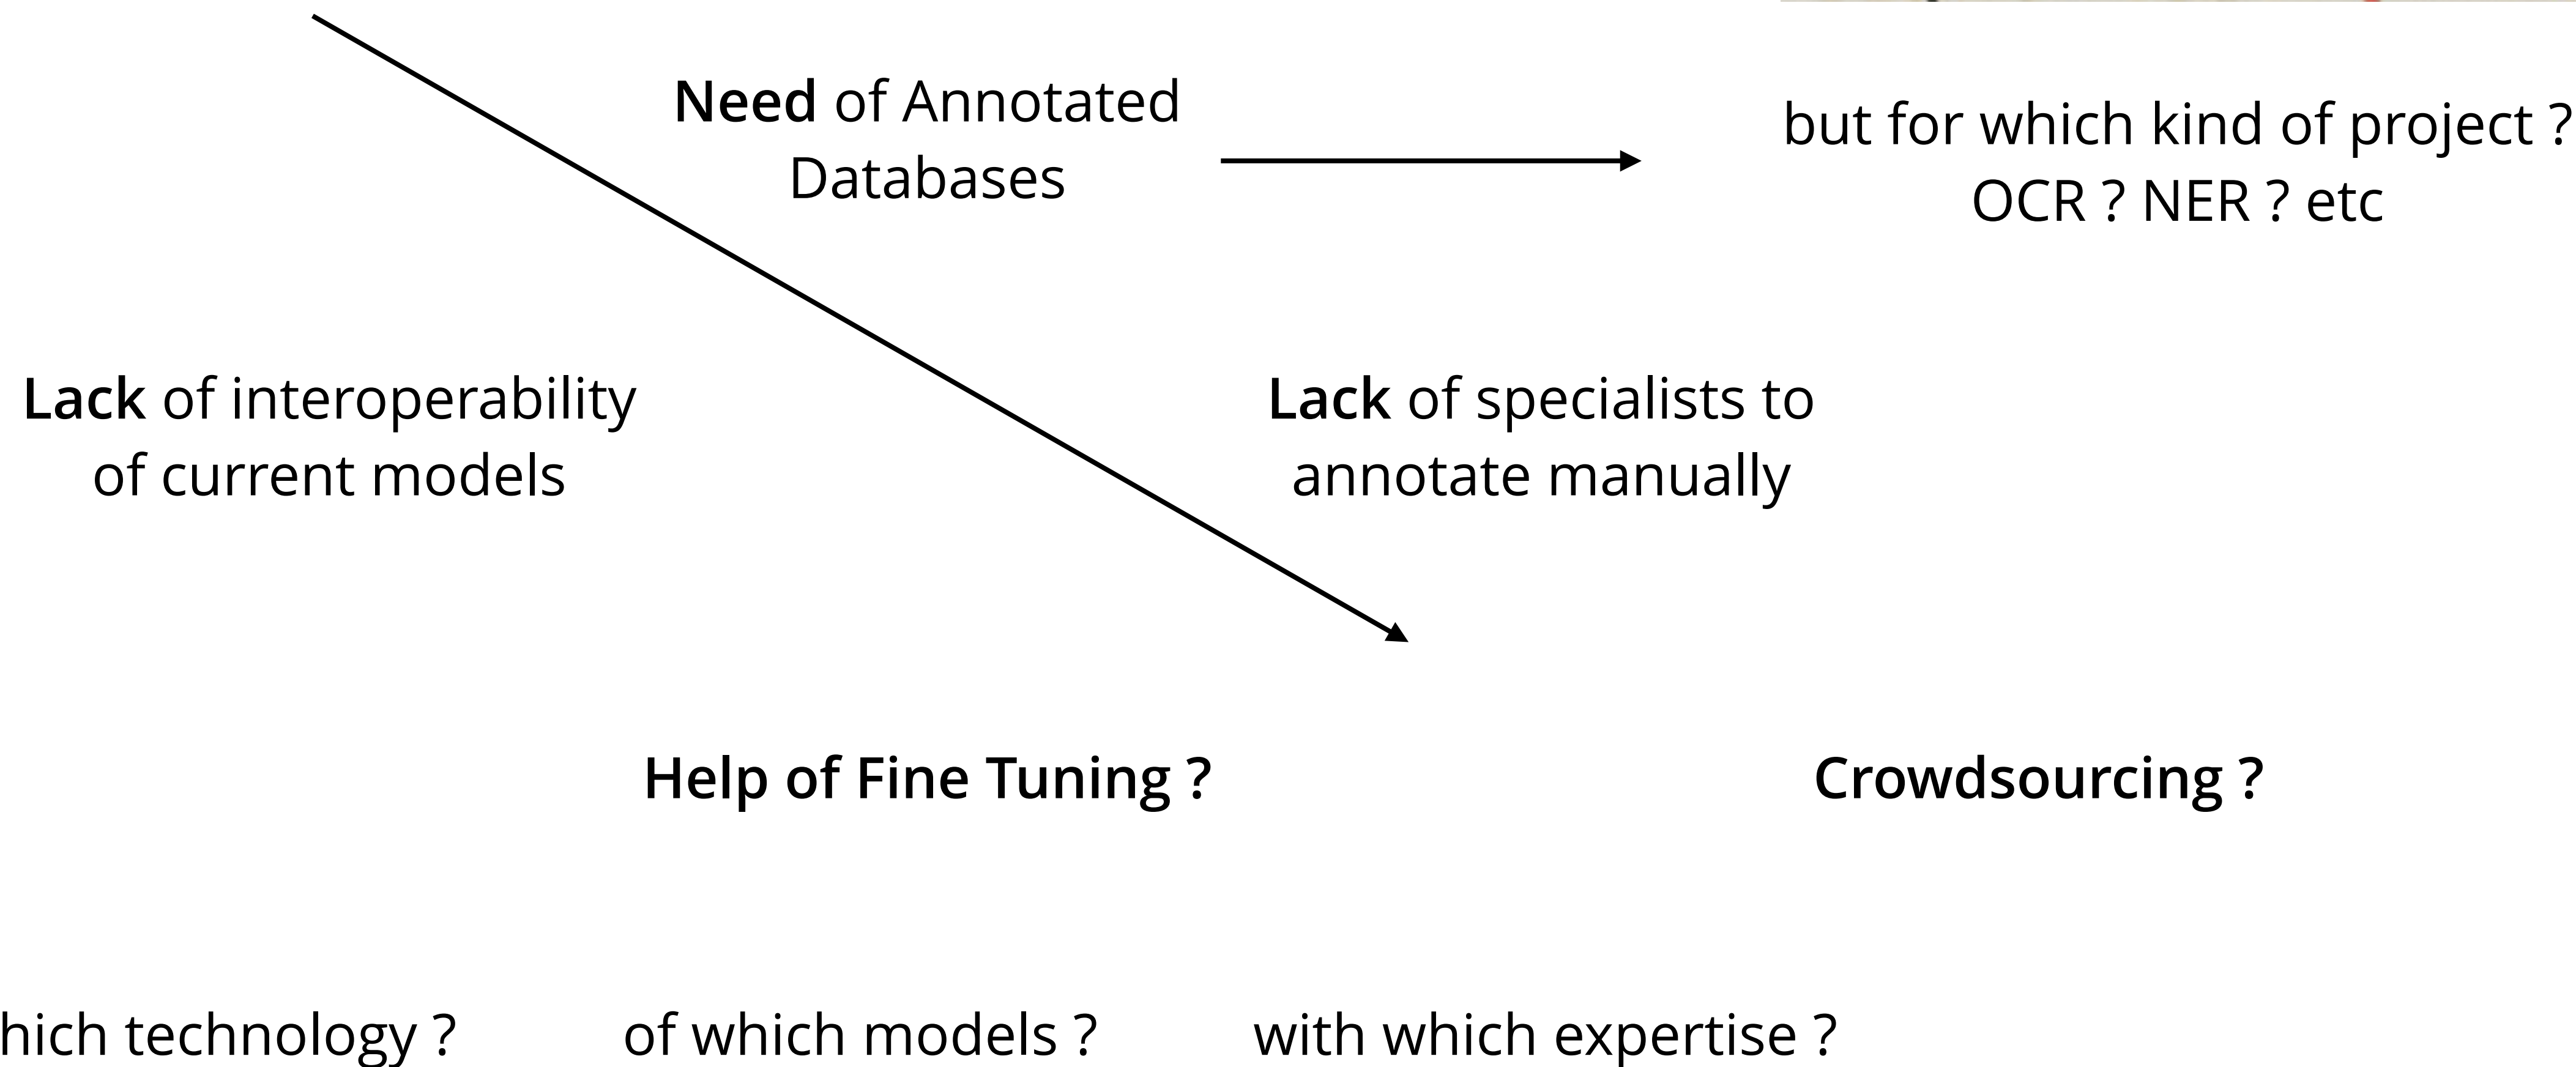 Need of Annotated
Databases
but for which kind of project ?
OCR ? NER ? etc
Lack of interoperability
of current models
Lack of specialists to
annotate manually
Help of Fine Tuning ?
Crowdsourcing ?
hich technology ?
of which models ?
with which expertise ?